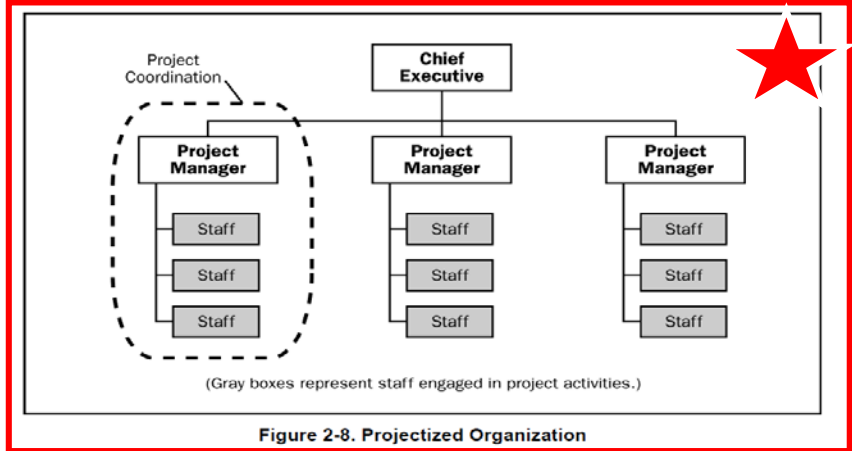 Project
Coordination
Chief
Executive
Project
Manager
Project
Manager
Project
Manager
Staff
Staff
Staff
Staff
Staff
Staff
Staff
Staff
Staff
(Gray boxes represent staff engaged in project activities.)
Figure 2-8. Projectized Organization